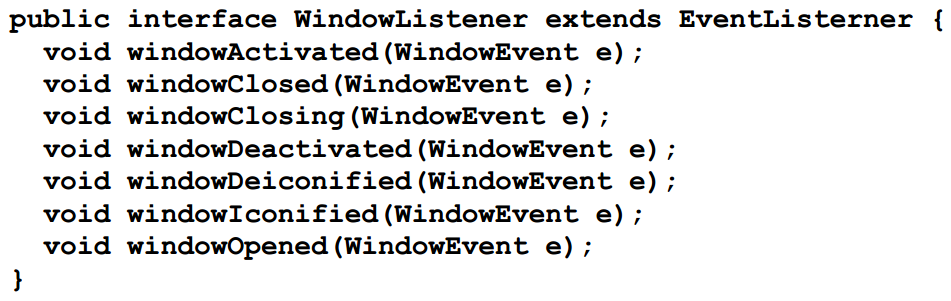 public interface WindowListener extends EventListerner {
  void windowActivated(WindowEvent e);
  void windowClosed(WindowEvent e);
  void windowClosing(WindowEvent e);
  void windowDeactivated(WindowEvent e);
  void windowDeiconified(WindowEvent e);
  void windowIconified(WindowEvent e);
  void windowOpened(WindowEvent e);
}